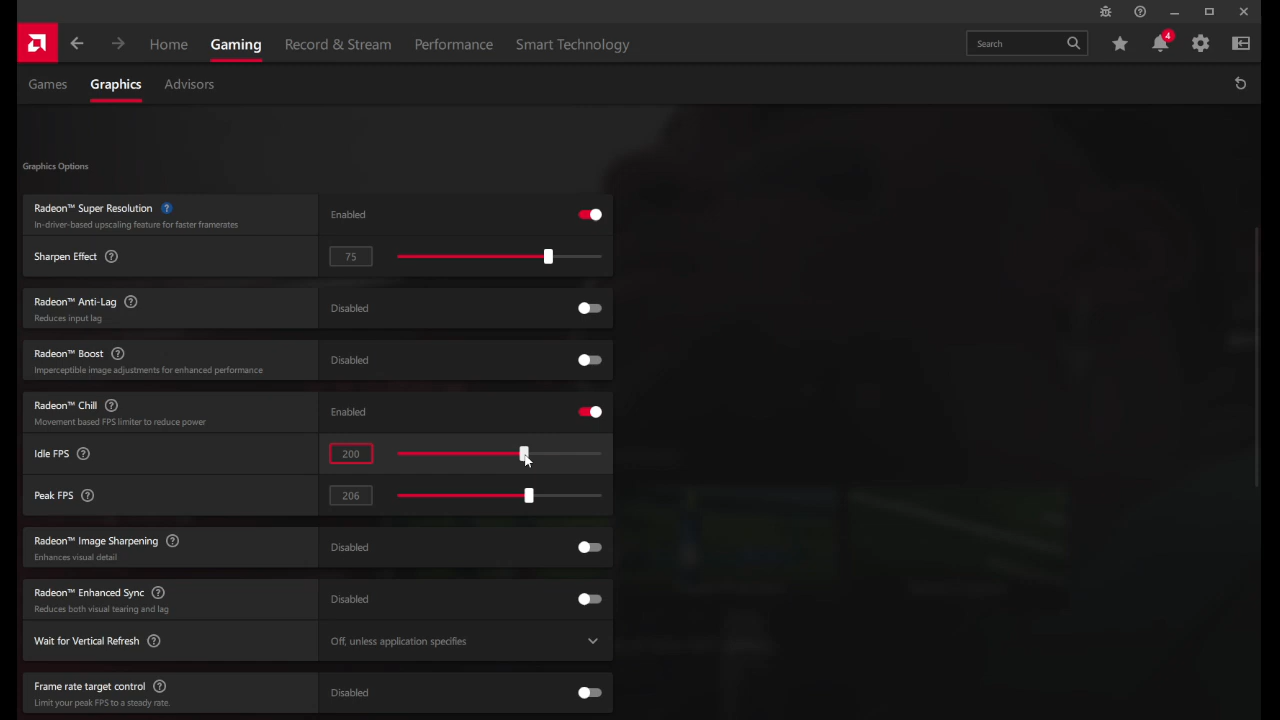 Home Gaming Record & Stream Performance Smart Technology Search 4
Games Graphics Advisors
Graphics Options
Radeon™ Super Resolution ? Enabled
In-driver-based upscaling feature for faster framerates
Sharpen Effect ? 75
Radeon™ Anti-Lag ? Disabled
Reduces input lag
Radeon™ Boost ? Disabled
Imperceptible image adjustments for enhanced performance
Radeon™ Chill ? Enabled
Movement based FPS limiter to reduce power
Idle FPS ? 200
Peak FPS ? 206
Radeon™ Image Sharpening ? Disabled
Enhances visual detail
Radeon™ Enhanced Sync ? Disabled
Reduces both visual tearing and lag
Wait for Vertical Refresh ? Off, unless application specifies
Frame rate target control ? Disabled
Limit your peak FPS to a steady rate.